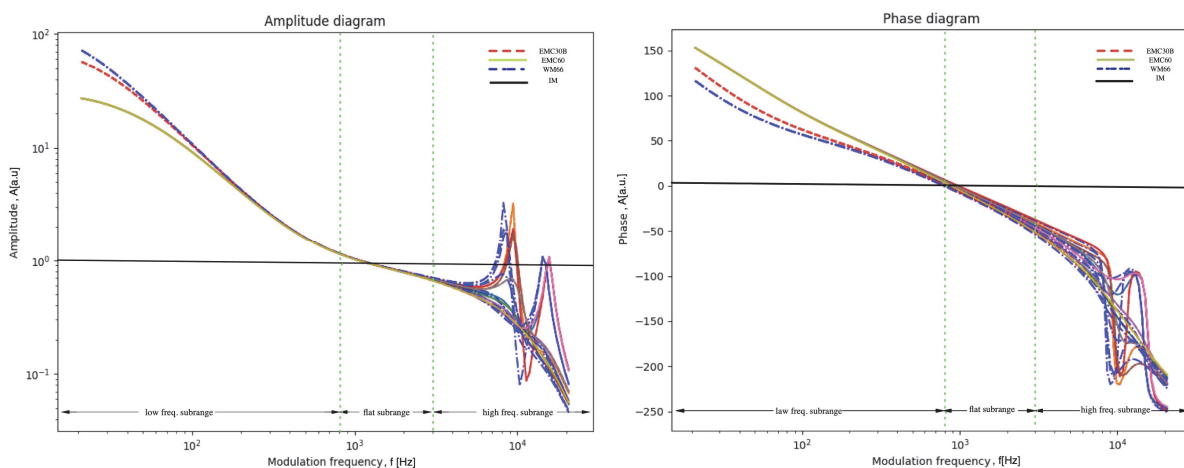 Amplitude diagram
10²
10¹
10⁰
10⁻¹
Amplitude , A[a.u]
EMC30B
EMC60
WM66
IM
low freq. subrange
flat subrange
high freq. subrange
10²
10³
10⁴
Modulation frequency, f [Hz]
Phase diagram
150
100
50
0
−50
−100
−150
−200
−250
Phase , A[a.u.]
EMC30B
EMC60
WM66
IM
law freq. subrange
flat subrange
high freq. subrange
10²
10³
10⁴
Modulation frequency, f[Hz]